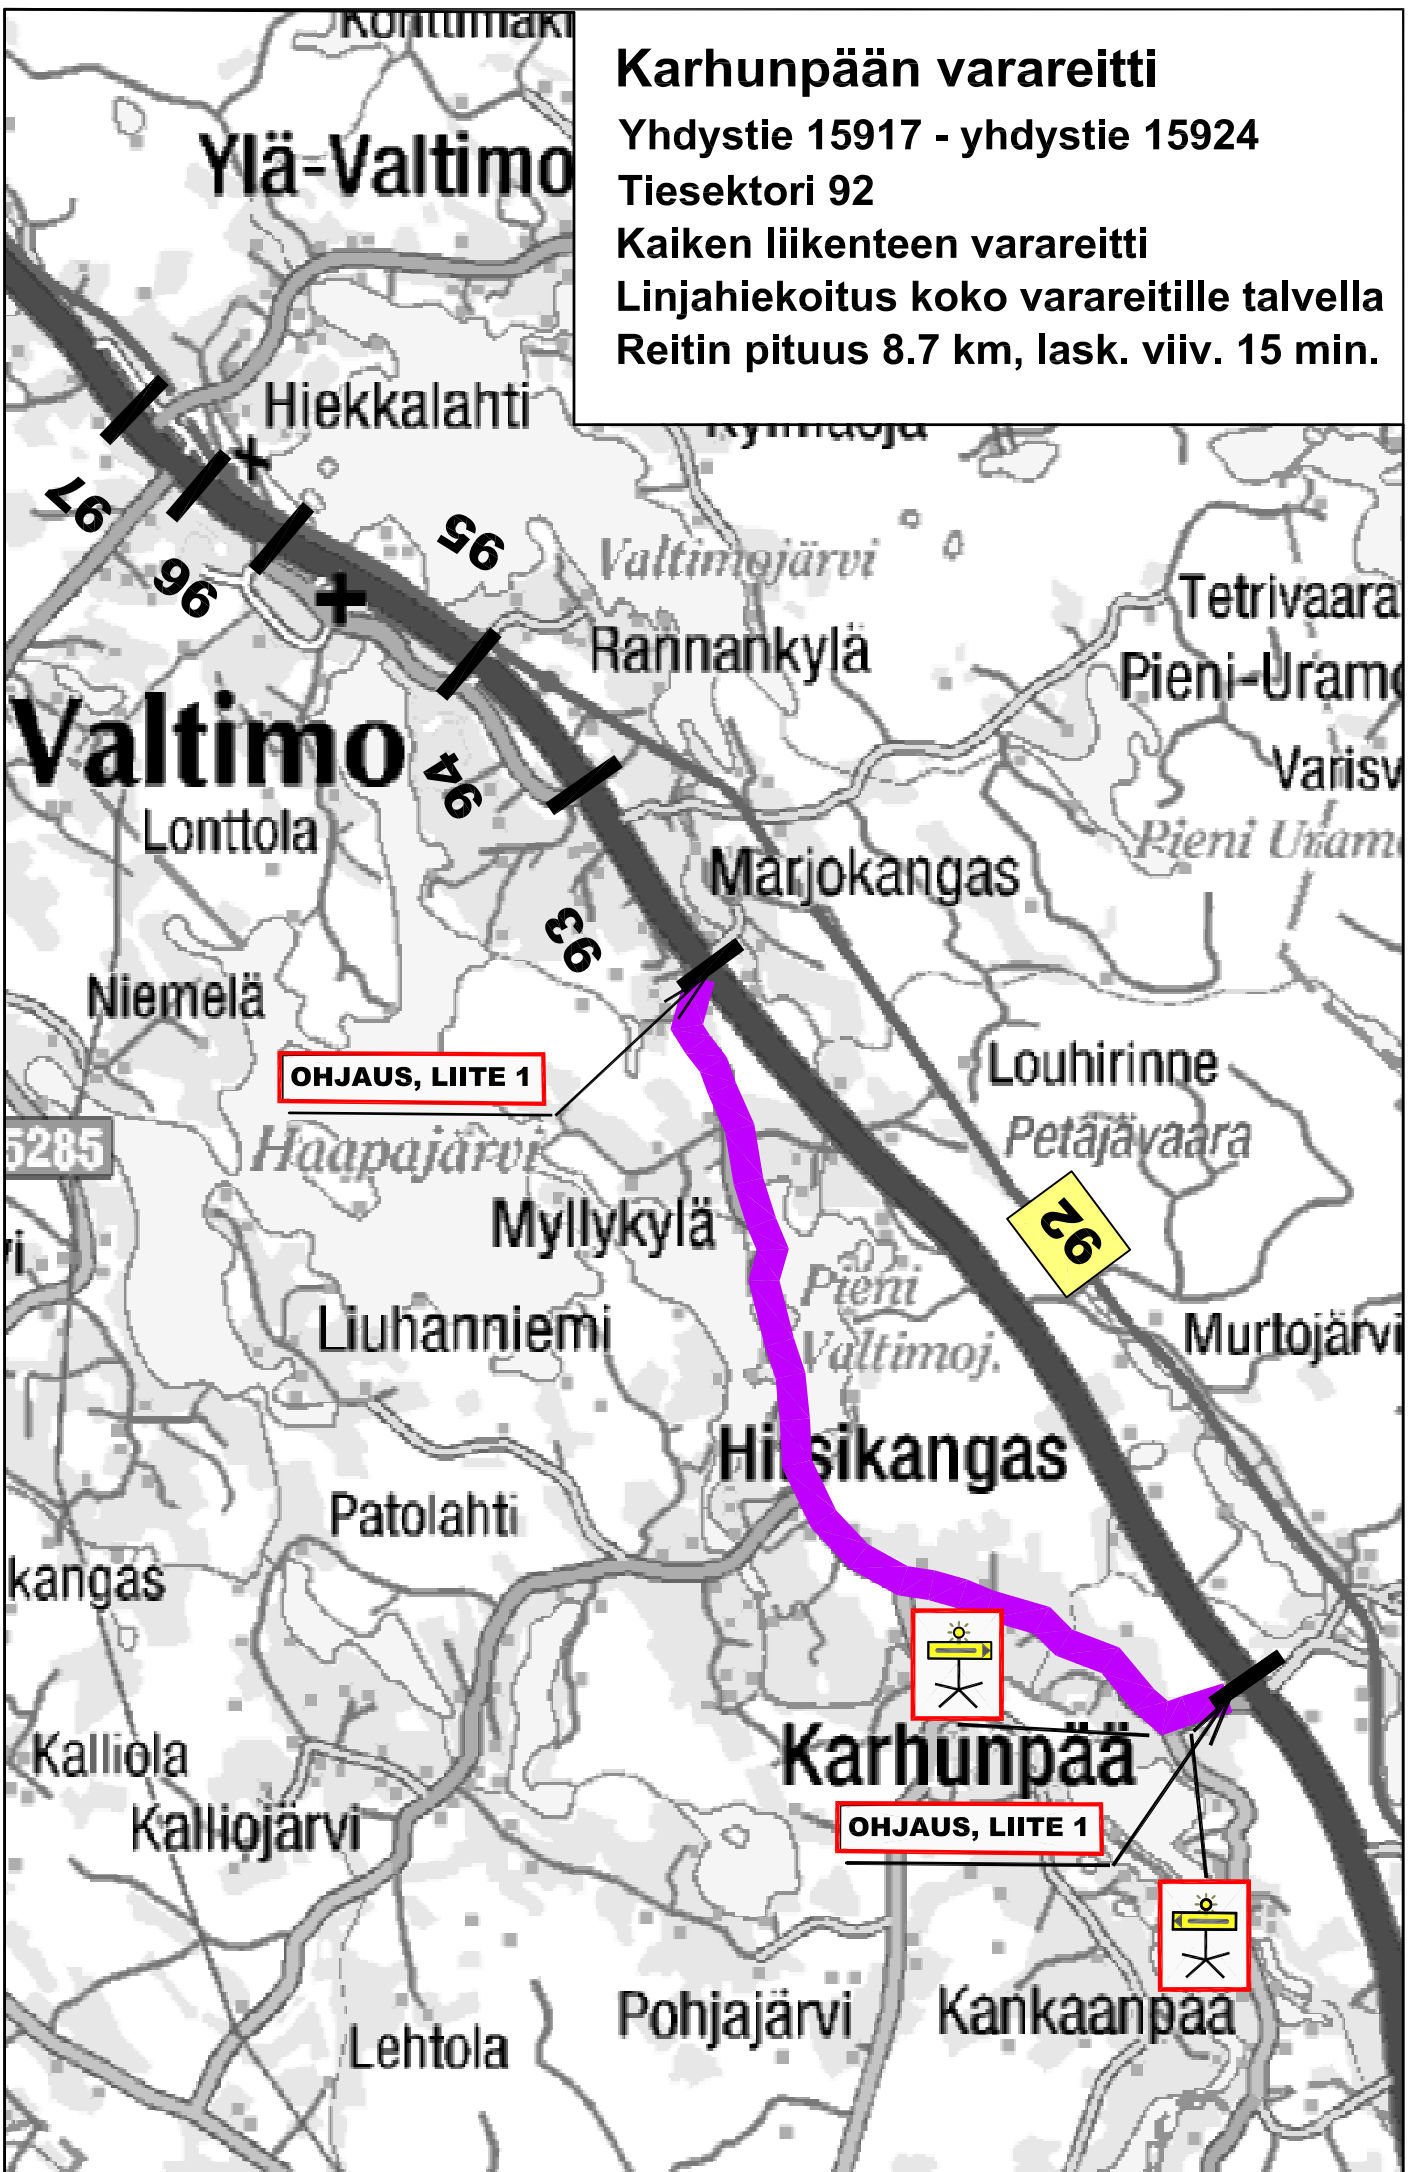 Karhunpään varareitti
Yhdystie 15917 - yhdystie 15924
Tiesektori 92
Kaiken liikenteen varareitti
Linjahiekoitus koko varareitille talvella
Reitin pituus 8.7 km, lask. viiv. 15 min.
Ylä-Valtimo
Hiekkalahti
97
96
95
Valtimojärvi
Rannankylä
Tetrivaara
Valtimo
94
Lonttola
Marjokangas
93
Niemelä
OHJAUS, LIITE 1
Louhirinne
Petäjävaara
5285
Haapajärvi
Myllykylä
92
Pieni
Valtimoj.
Liuhanniemi
Murtojärvi
Patolahti
kangas
Kalliola
Karhunpää
Kalliojärvi
OHJAUS, LIITE 1
Pohjajärvi
Kankaanpää
Lehtola